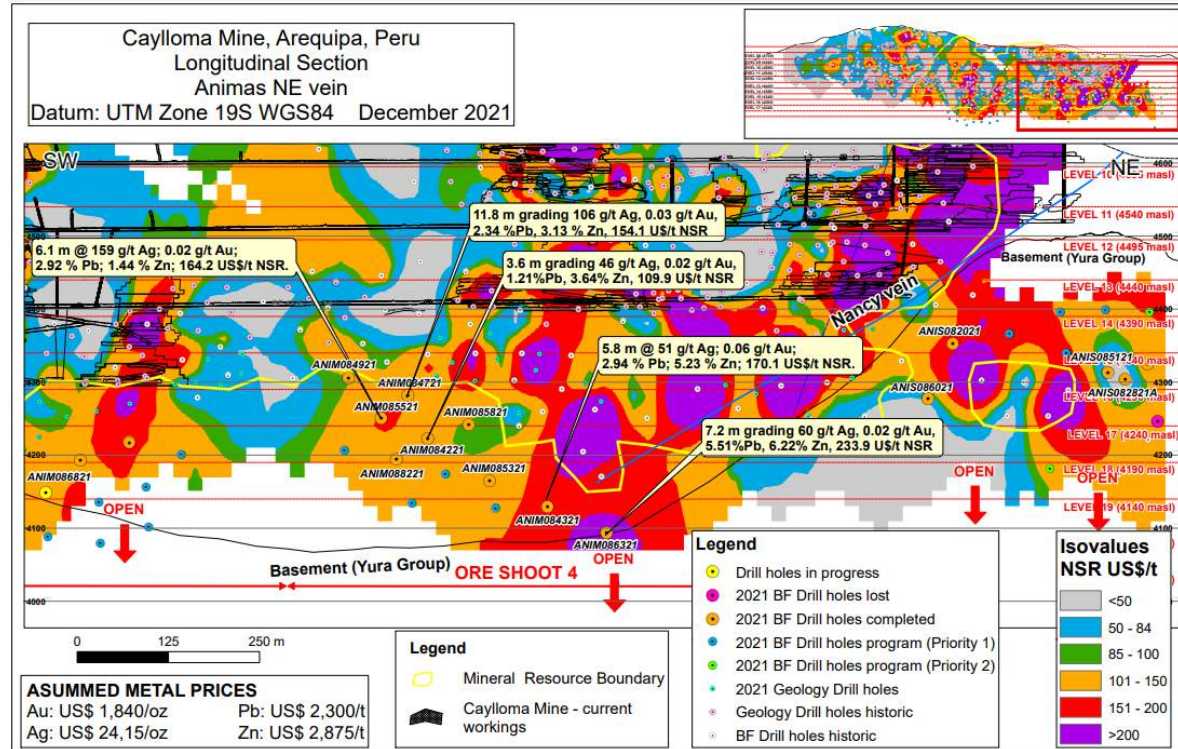 Caylloma Mine, Arequipa, Peru
Longitudinal Section
Animas NE vein
Datum: UTM Zone 19S WGS84 December 2021
SW
NE
4600
LEVEL 11 (4540 masl)
LEVEL 12 (4495 masl)
Basement (Yura Group)
LEVEL 13 (4440 masl)
4400
4400
LEVEL 14 (4390 masl)
11.8 m grading 106 g/t Ag, 0.03 g/t Au,
2.34 %Pb, 3.13 % Zn, 154.1 US$/t NSR
6.1 m @ 159 g/t Ag; 0.02 g/t Au;
2.92 % Pb; 1.44 % Zn; 164.2 US$/t NSR.
3.6 m grading 46 g/t Ag, 0.02 g/t Au,
1.21%Pb, 3.64% Zn, 109.9 U$/t NSR
Nancy vein
5.8 m @ 51 g/t Ag; 0.06 g/t Au;
2.94 % Pb; 5.23 % Zn; 170.1 US$/t NSR.
ANIS082021
ANIS085121
ANIM084921
ANIM084721
4300
4300
ANIS086021
ANIS082821A
ANIM085521
ANIM085821
7.2 m grading 60 g/t Ag, 0.02 g/t Au,
5.51%Pb, 6.22% Zn, 233.9 U$/t NSR
ANIM084221
LEVEL 17 (4240 masl)
4200
4200
ANIM086821
ANIM088221
ANIM085321
LEVEL 18 (4190 masl)
OPEN
OPEN
OPEN
LEVEL 19 (4140 masl)
4100
4100
ANIM084321
ANIM086321
OPEN
Basement (Yura Group)
ORE SHOOT 4
4000
Legend
Drill holes in progress
2021 BF Drill holes lost
2021 BF Drill holes completed
2021 BF Drill holes program (Priority 1)
2021 BF Drill holes program (Priority 2)
2021 Geology Drill holes
Geology Drill holes historic
BF Drill holes historic
Isovalues
NSR US$/t
<50
50 - 84
85 - 100
101 - 150
151 - 200
>200
0 125 250 m
Legend
Mineral Resource Boundary
Caylloma Mine - current
workings
ASUMMED METAL PRICES
Au: US$ 1,840/oz Pb: US$ 2,300/t
Ag: US$ 24,15/oz Zn: US$ 2,875/t